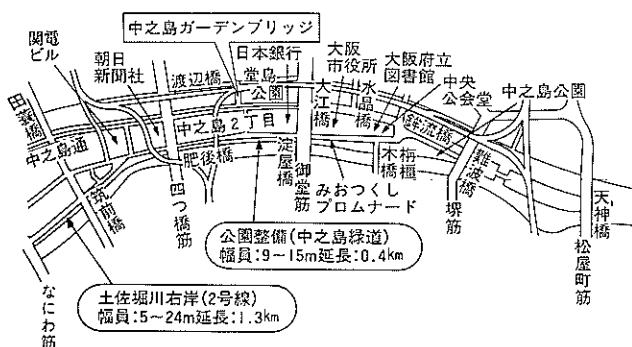 中之島ガーデンブリッジ
関電
ビル
朝日
新聞社
渡辺橋
堂島
公園
日本銀行
大阪
市役所
大阪府立
図書館
中央
公会堂
中之島公園
田蓑橋
中之島通
中之島2丁目
大江橋
水晶橋
鉾流橋
難波橋
肥後橋
淀屋橋
御堂筋
みおつくし
プロムナード
栴檀木橋
筑前橋
四つ橋筋
堺筋
天神橋
松屋町筋
なにわ筋
公園整備(中之島緑道)
幅員:9~15m延長:0.4km
土佐堀川右岸(2号線)
幅員:5~24m延長:1.3km